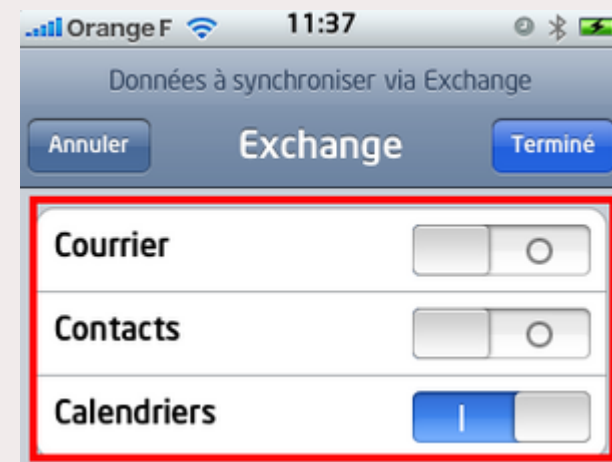 Orange F 11:37
Données à synchroniser via Exchange
Annuler Exchange Terminé
Courrier
Contacts
Calendriers